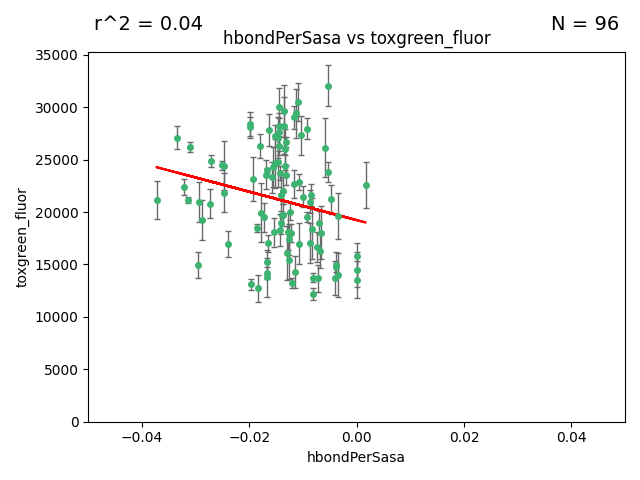 r^2 = 0.04
N = 96
hbondPerSasa vs toxgreen_fluor
toxgreen_fluor
35000
30000
25000
20000
15000
10000
5000
0
−0.04
−0.02
0.00
0.02
0.04
hbondPerSasa